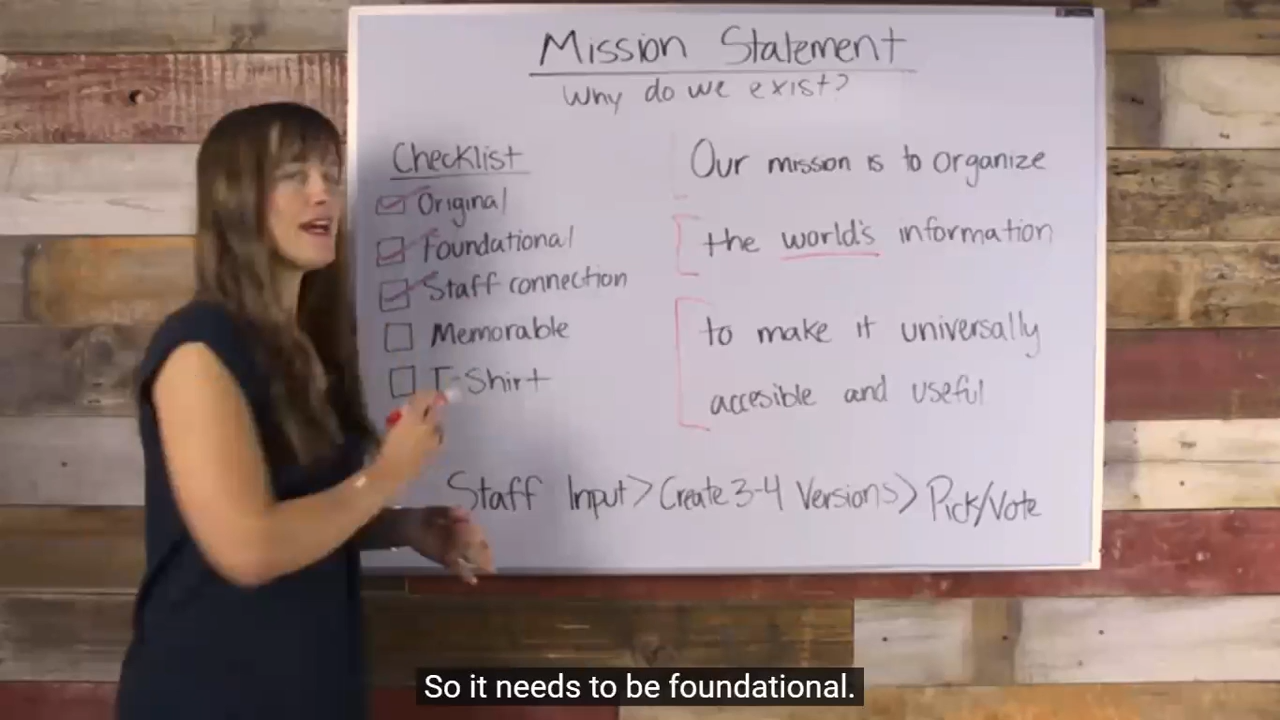 Mission Statement
Why do we exist?
Checklist
Original
Foundational
Staff connection
Memorable
T-Shirt
Our mission is to organize
the world's information
to make it universally
accesible and useful
Staff Input > Create 3-4 Versions > Pick/Vote
So it needs to be foundational.